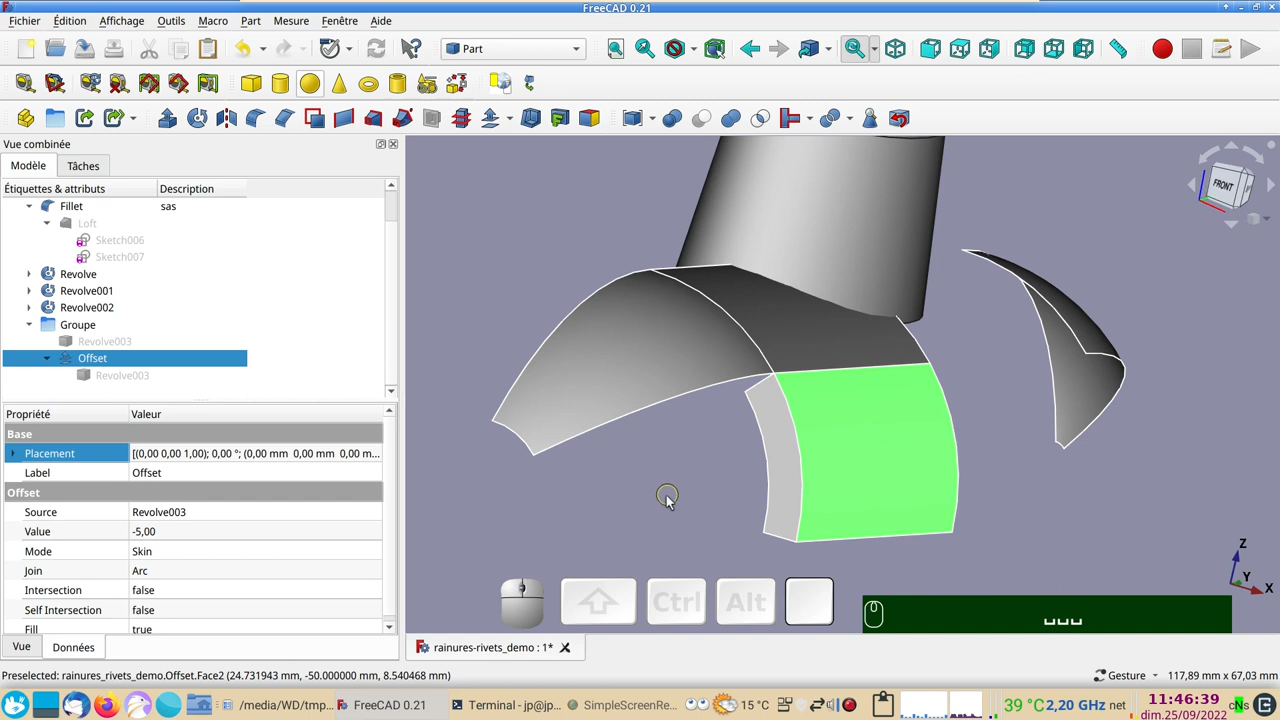 FreeCAD 0.21
Fichier Édition Affichage Outils Macro Part Mesure Fenêtre Aide
Part
Vue combinée
Modèle Tâches
Étiquettes & attributs Description
Fillet sas
Loft
Sketch006
Sketch007
Revolve
Revolve001
Revolve002
Groupe
Revolve003
Offset
Revolve003
Propriété Valeur
Base
Placement [(0,00 0,00 1,00); 0,00 °; (0,00 mm 0,00 mm 0,00 m...
Label Offset
Offset
Source Revolve003
Value -5,00
Mode Skin
Join Arc
Intersection false
Self Intersection false
Fill true
Vue Données
FRONT
Z
Y
X
Ctrl Alt
rainures-rivets_demo : 1*
Preselected: rainures_rivets_demo.Offset.Face2 (24.731943 mm, -50.000000 mm, 8.540468 mm)
Gesture 117,89 mm x 67,03 mm
/media/WD/tmp... FreeCAD 0.21 Terminal - jp@jp... SimpleScreenRe... 15 °C 39 °C 2,20 GHz net 11:46:39
dim.25/09/2022
cNs